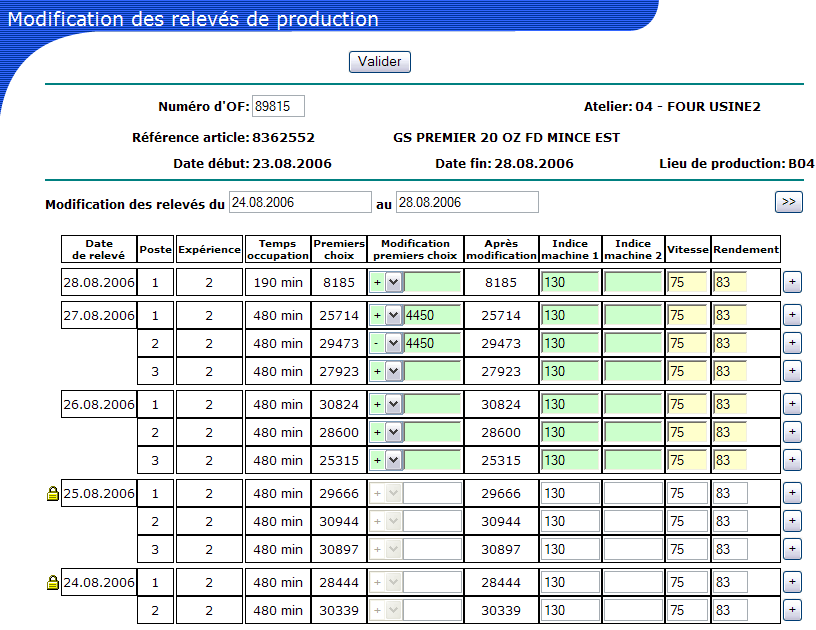 Modification des relevés de production
Valider
Numéro d'OF: 89815 Atelier: 04 - FOUR USINE2
Référence article: 8362552 GS PREMIER 20 OZ FD MINCE EST
Date début: 23.08.2006 Date fin: 28.08.2006 Lieu de production: B04
Modification des relevés du 24.08.2006 au 28.08.2006 >>
Date Temps Premiers Modification Après Indice Indice
de relevé Poste Expérience occupation choix premiers choix modification machine 1 machine 2 Vitesse Rendement
28.08.2006 1 2 190 min 8185 + 8185 130 75 83 +
27.08.2006 1 2 480 min 25714 + 4450 25714 130 75 83 +
2 2 480 min 29473 - 4450 29473 130 75 83 +
3 2 480 min 27923 + 27923 130 75 83 +
26.08.2006 1 2 480 min 30824 + 30824 130 75 83 +
2 2 480 min 28600 + 28600 130 75 83 +
3 2 480 min 25315 + 25315 130 75 83 +
25.08.2006 1 2 480 min 29666 + 29666 130 75 83 +
2 2 480 min 30944 + 30944 130 75 83 +
3 2 480 min 30897 + 30897 130 75 83 +
24.08.2006 1 2 480 min 28444 + 28444 130 75 83 +
2 2 480 min 30339 + 30339 130 75 83 +